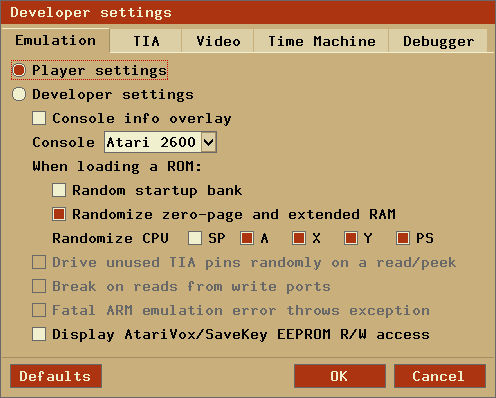 Developer settings
Emulation TIA Video Time Machine Debugger
Player settings
Developer settings
Console info overlay
Console Atari 2600
When loading a ROM:
Random startup bank
Randomize zero-page and extended RAM
Randomize CPU SP A X Y PS
Drive unused TIA pins randomly on a read/peek
Break on reads from write ports
Fatal ARM emulation error throws exception
Display AtariVox/SaveKey EEPROM R/W access
Defaults OK Cancel